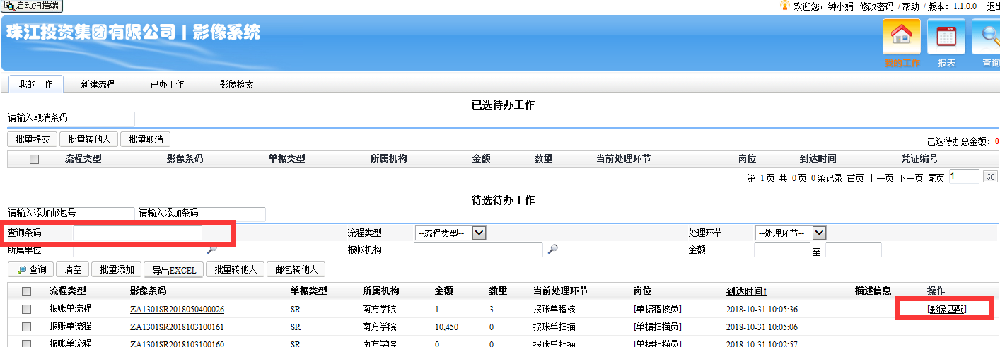 启动扫描端 欢迎您，钟小娟 修改密码 /帮助 /版本：1.1.0.0 退出
珠江投资集团有限公司 | 影像系统
我的工作 报表 查询
我的工作 新建流程 已办工作 影像检索
已选待办工作
请输入取消条码
批量提交 批量转他人 批量取消 已选待办总金额：0
流程类型 影像条码 单据类型 所属机构 金额 数量 当前处理环节 岗位 到达时间 凭证编号
第 1页 共 0页 0条记录 首页 上一页 下一页 尾页 1 GO
待选待办工作
请输入添加邮包号 请输入添加条码
查询条码 流程类型 --流程类型-- 处理环节 --处理环节--
所属单位 报帐机构 金额 至
查询 清空 批量添加 导出EXCEL 批量转他人 邮包转他人
流程类型 影像条码 单据类型 所属机构 金额 数量 当前处理环节 岗位 到达时间↑ 描述信息 操作
报账单流程 ZA1301SR2018050400026 SR 南方学院 1 3 报账单稽核 [单据稽核员] 2018-10-31 10:05:36 [影像匹配]
报账单流程 ZA1301SR2018103100161 SR 南方学院 10,450 0 报账单扫描 [单据扫描员] 2018-10-31 10:05:06
报账单流程 ZA1301SR2018103100160 SR 南方学院 0 0 报账单扫描 [单据扫描员] 2018-10-31 10:02:57